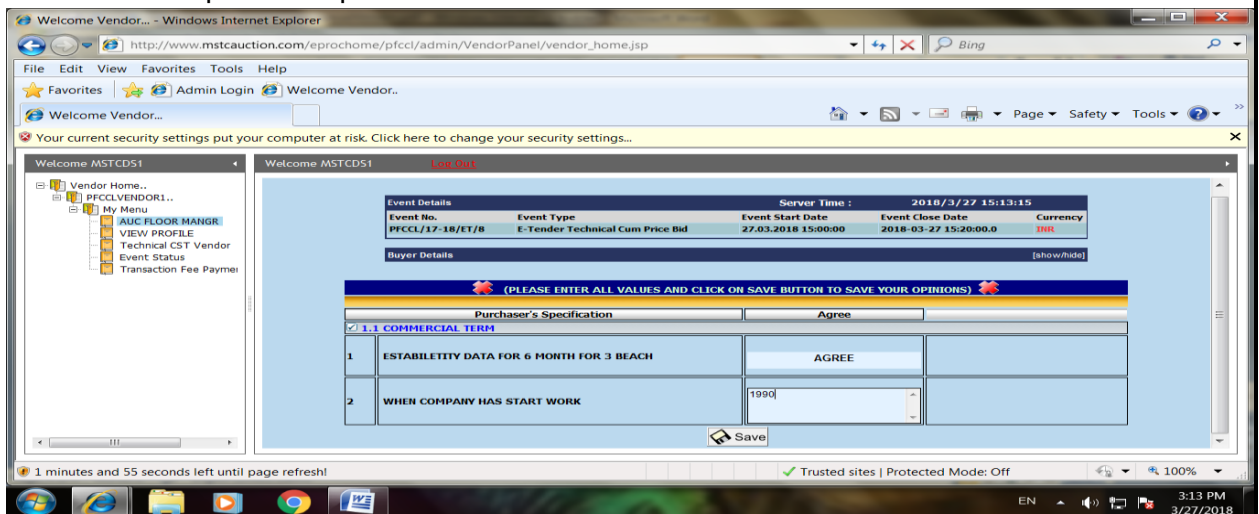 Welcome Vendor... - Windows Internet Explorer
http://www.mstcauction.com/eprochome/pfccl/admin/VendorPanel/vendor_home.jsp
Bing
File Edit View Favorites Tools Help
Favorites Admin Login Welcome Vendor..
Welcome Vendor... Page Safety Tools
Your current security settings put your computer at risk. Click here to change your security settings...
Welcome MSTCDS1 Welcome MSTCDS1 Log Out
Vendor Home..
PFCCLVENDOR1..
My Menu
AUC FLOOR MANGR
VIEW PROFILE
Technical CST Vendor
Event Status
Transaction Fee Paymei
Event Details Server Time : 2018/3/27 15:13:15
Event No. Event Type Event Start Date Event Close Date Currency
PFCCL/17-18/ET/8 E-Tender Technical Cum Price Bid 27.03.2018 15:00:00 2018-03-27 15:20:00.0 INR
Buyer Details [show/hide]
(PLEASE ENTER ALL VALUES AND CLICK ON SAVE BUTTON TO SAVE YOUR OPINIONS)
Purchaser's Specification Agree
1.1 COMMERCIAL TERM
1 ESTABILETITY DATA FOR 6 MONTH FOR 3 BEACH AGREE
2 WHEN COMPANY HAS START WORK 1990
Save
1 minutes and 55 seconds left until page refresh! Trusted sites | Protected Mode: Off 100%
EN 3:13 PM
3/27/2018